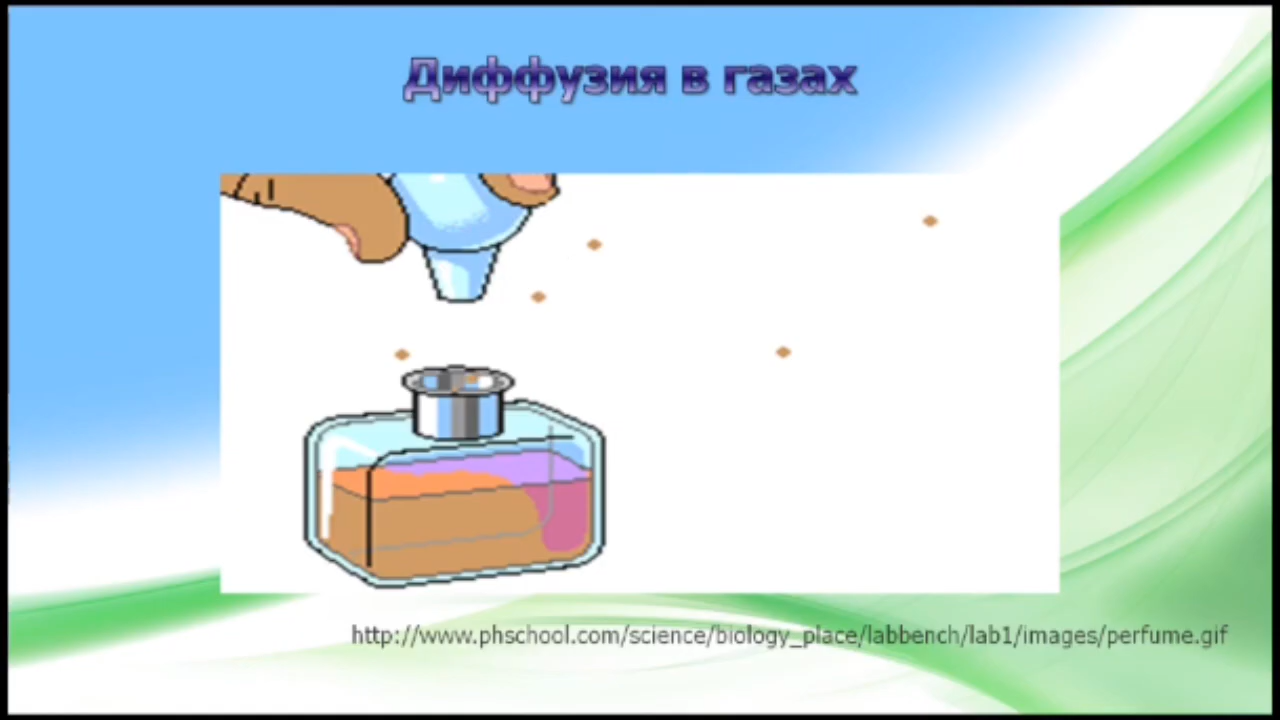 Диффузия в газах
http://www.phschool.com/science/biology_place/labbench/lab1/images/perfume.gif